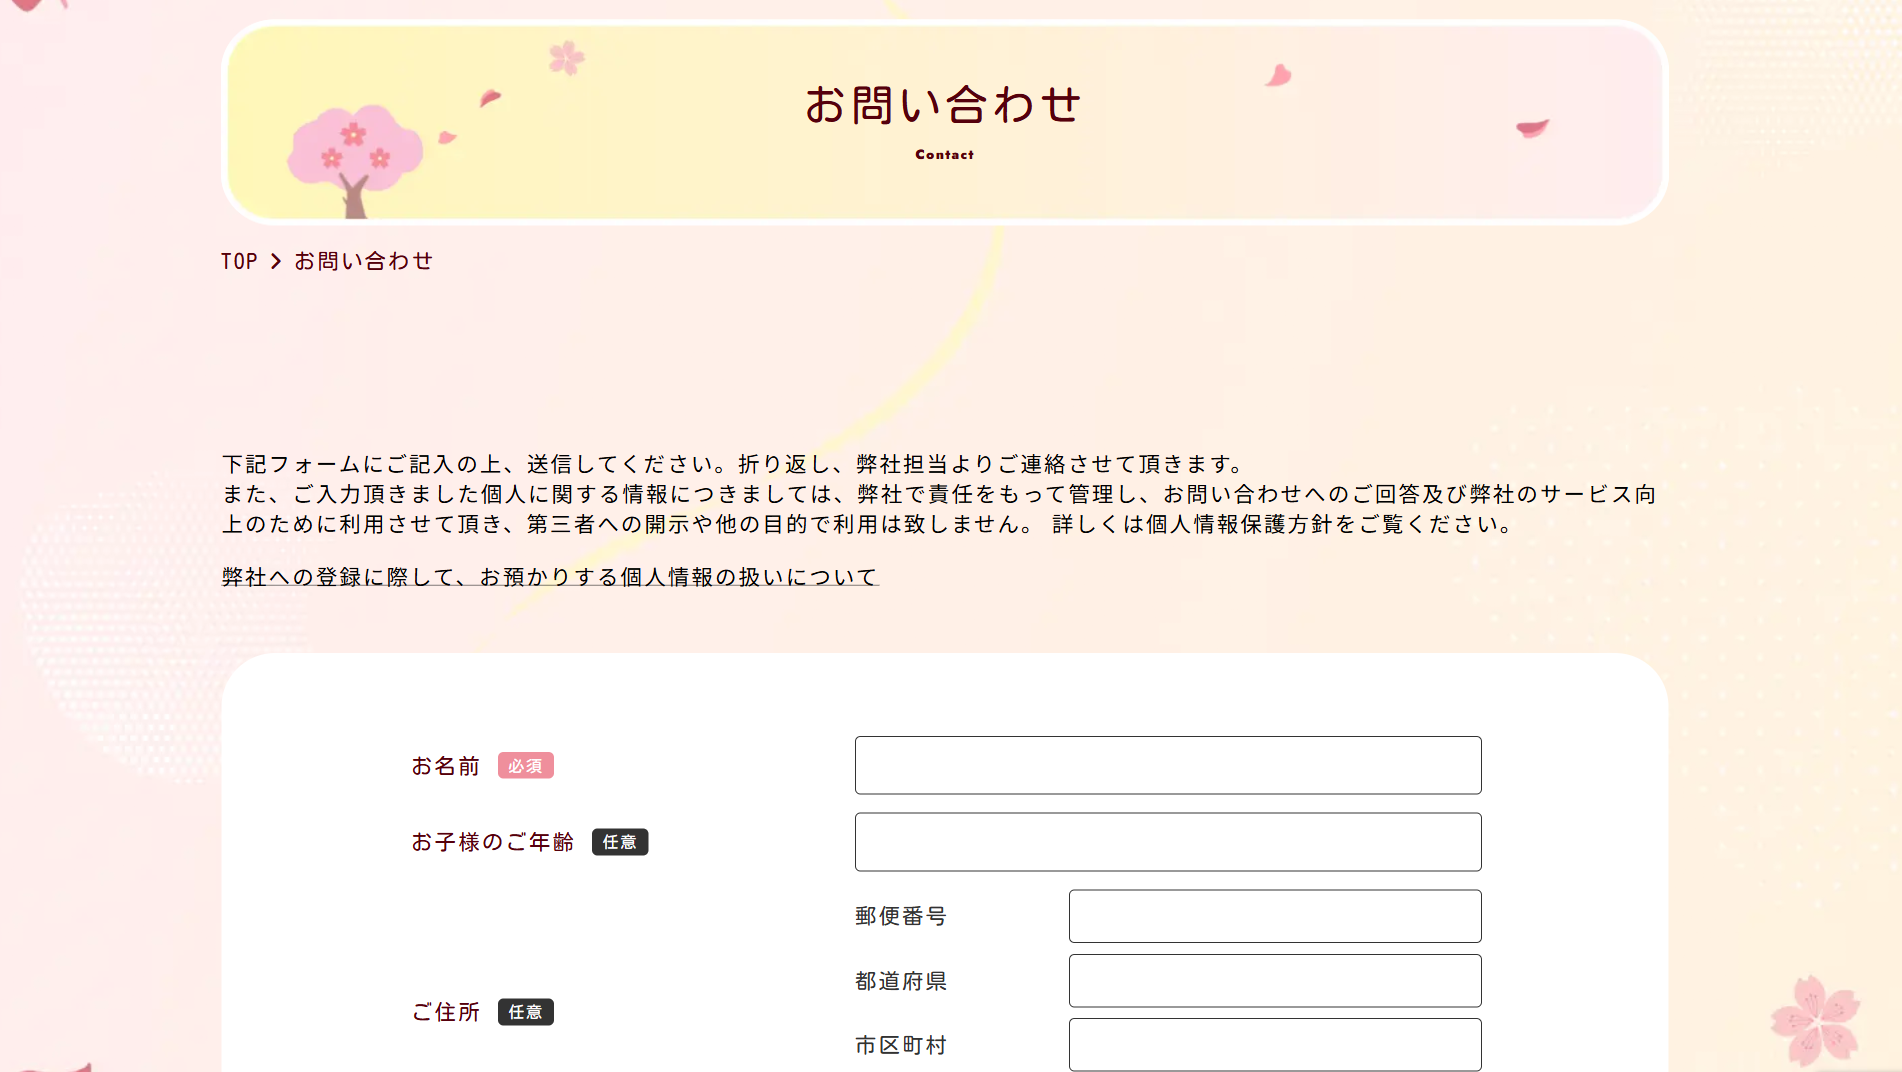 お問い合わせ
Contact
TOP > お問い合わせ
下記フォームにご記入の上、送信してください。折り返し、弊社担当よりご連絡させて頂きます。
また、ご入力頂きました個人に関する情報につきましては、弊社で責任をもって管理し、お問い合わせへのご回答及び弊社のサービス向
上のために利用させて頂き、第三者への開示や他の目的で利用は致しません。 詳しくは個人情報保護方針をご覧ください。
弊社への登録に際して、お預かりする個人情報の扱いについて
お名前 必須
お子様のご年齢 任意
郵便番号
都道府県
ご住所 任意
市区町村